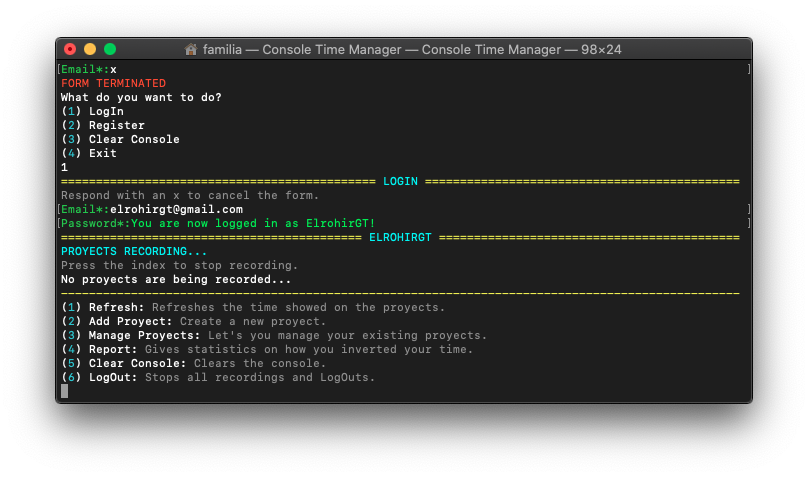 familia — Console Time Manager — Console Time Manager — 98×24
[Email*:x ]
FORM TERMINATED
What do you want to do?
(1) LogIn
(2) Register
(3) Clear Console
(4) Exit
1
============================================= LOGIN =============================================
Respond with an x to cancel the form.
[Email*:elrohirgt@gmail.com ]
[Password*:You are now logged in as ElrohirGT! ]
=========================================== ELROHIRGT ===========================================
PROYECTS RECORDING...
Press the index to stop recording.
No proyects are being recorded...
-------------------------------------------------------------------------------------------------
(1) Refresh: Refreshes the time showed on the proyects.
(2) Add Proyect: Create a new proyect.
(3) Manage Proyects: Let's you manage your existing proyects.
(4) Report: Gives statistics on how you inverted your time.
(5) Clear Console: Clears the console.
(6) LogOut: Stops all recordings and LogOuts.